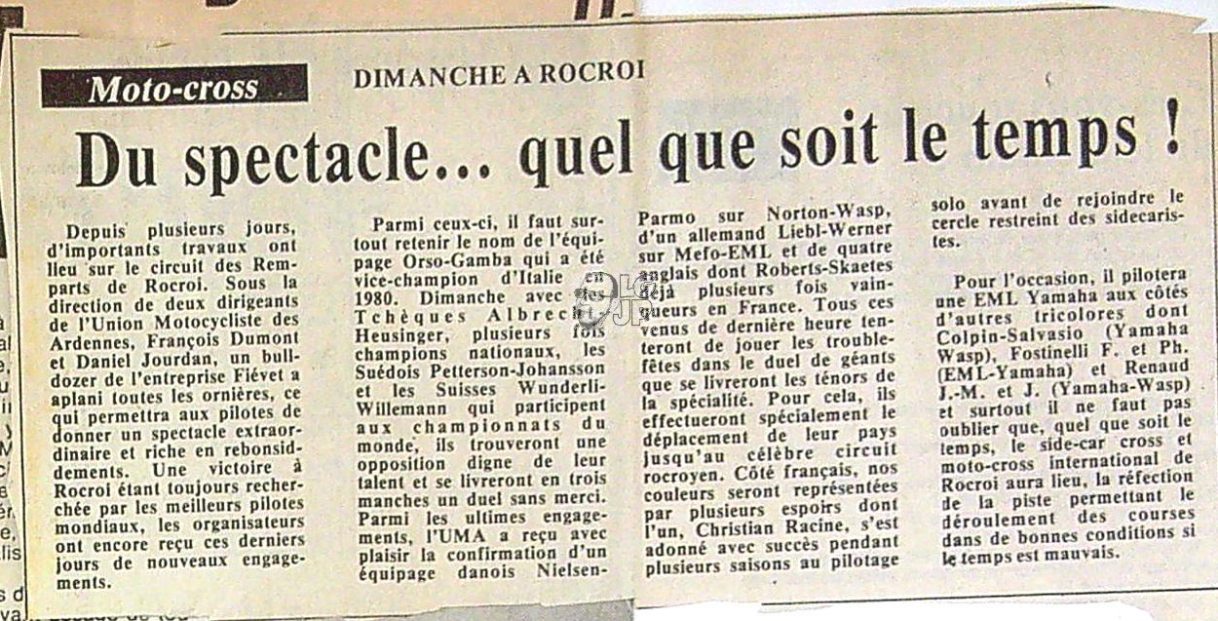 Moto-cross
DIMANCHE A ROCROI
Du spectacle... quel que soit le temps !
Depuis plusieurs jours,
d'importants travaux ont
lieu sur le circuit des Rem-
parts de Rocroi. Sous la
direction de deux dirigeants
de l'Union Motocycliste des
Ardennes, François Dumont
et Daniel Jourdan, un bull-
dozer de l'entreprise Fiévet a
aplani toutes les ornières, ce
qui permettra aux pilotes de
donner un spectacle extraor-
dinaire et riche en rebonsid-
dements. Une victoire à
Rocroi étant toujours recher-
chée par les meilleurs pilotes
mondiaux, les organisateurs
ont encore reçu ces derniers
jours de nouveaux engage-
ments.
Parmi ceux-ci, il faut sur-
tout retenir le nom de l'équi-
page Orso-Gamba qui a été
vice-champion d'Italie en
1980. Dimanche avec les
Tchèques Albrecht-
Heusinger, plusieurs fois
champions nationaux, les
Suédois Petterson-Johansson
et les Suisses Wunderli-
Willemann qui participent
aux championnats du
monde, ils trouveront une
opposition digne de leur
talent et se livreront en trois
manches un duel sans merci.
Parmi les ultimes engage-
ments, l'UMA a reçu avec
plaisir la confirmation d'un
équipage danois Nielsen-
Parmo sur Norton-Wasp,
d'un allemand Liebl-Werner
sur Mefo-EML et de quatre
anglais dont Roberts-Skaetes
déjà plusieurs fois vain-
queurs en France. Tous ces
venus de dernière heure ten-
teront de jouer les trouble-
fêtes dans le duel de géants
que se livreront les ténors de
la spécialité. Pour cela, ils
effectueront spécialement le
déplacement de leur pays
jusqu'au célèbre circuit
rocroyen. Côté français, nos
couleurs seront représentées
par plusieurs espoirs dont
l'un, Christian Racine, s'est
adonné avec succès pendant
plusieurs saisons au pilotage
solo avant de rejoindre le
cercle restreint des sidecaris-
tes.
Pour l'occasion, il pilotera
une EML Yamaha aux côtés
d'autres tricolores dont
Colpin-Salvasio (Yamaha
Wasp), Fostinelli F. et Ph.
(EML-Yamaha) et Renaud
J.-M. et J. (Yamaha-Wasp)
et surtout il ne faut pas
oublier que, quel que soit le
temps, le side-car cross et
moto-cross international de
Rocroi aura lieu, la réfection
de la piste permettant le
déroulement des courses
dans de bonnes conditions si
le temps est mauvais.